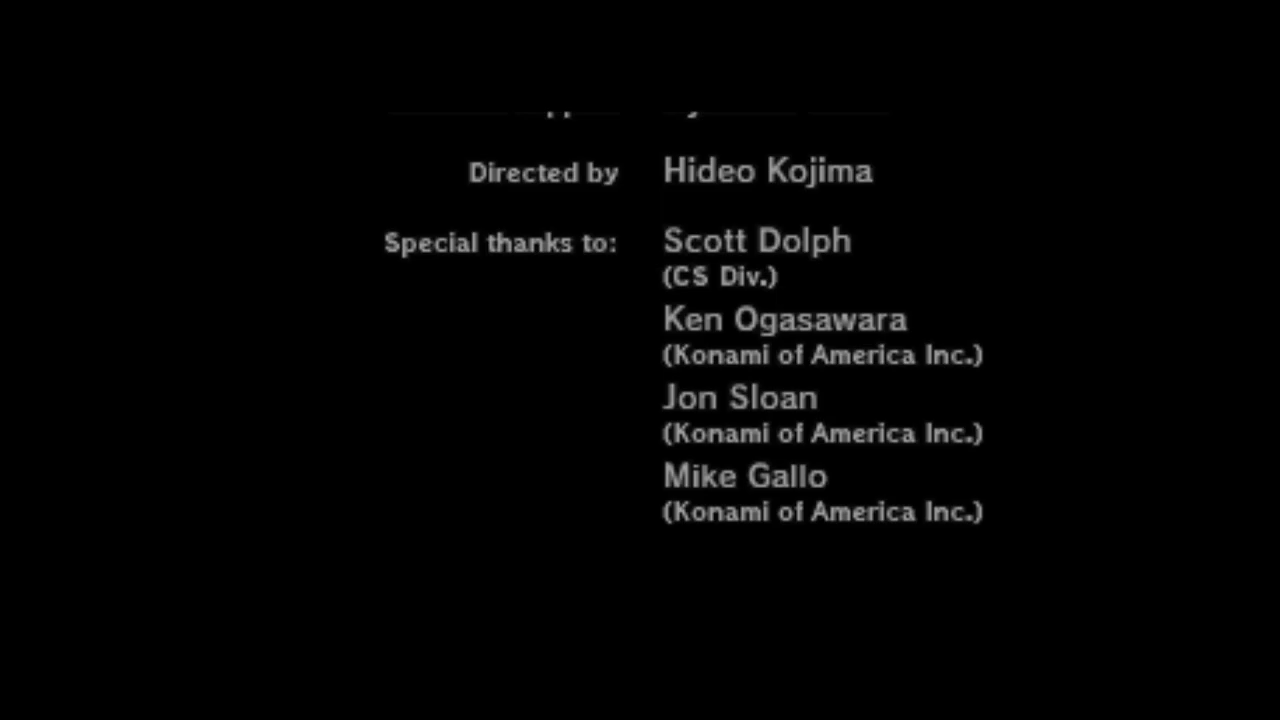 Directed by Hideo Kojima
Special thanks to: Scott Dolph
(CS Div.)
Ken Ogasawara
(Konami of America Inc.)
Jon Sloan
(Konami of America Inc.)
Mike Gallo
(Konami of America Inc.)